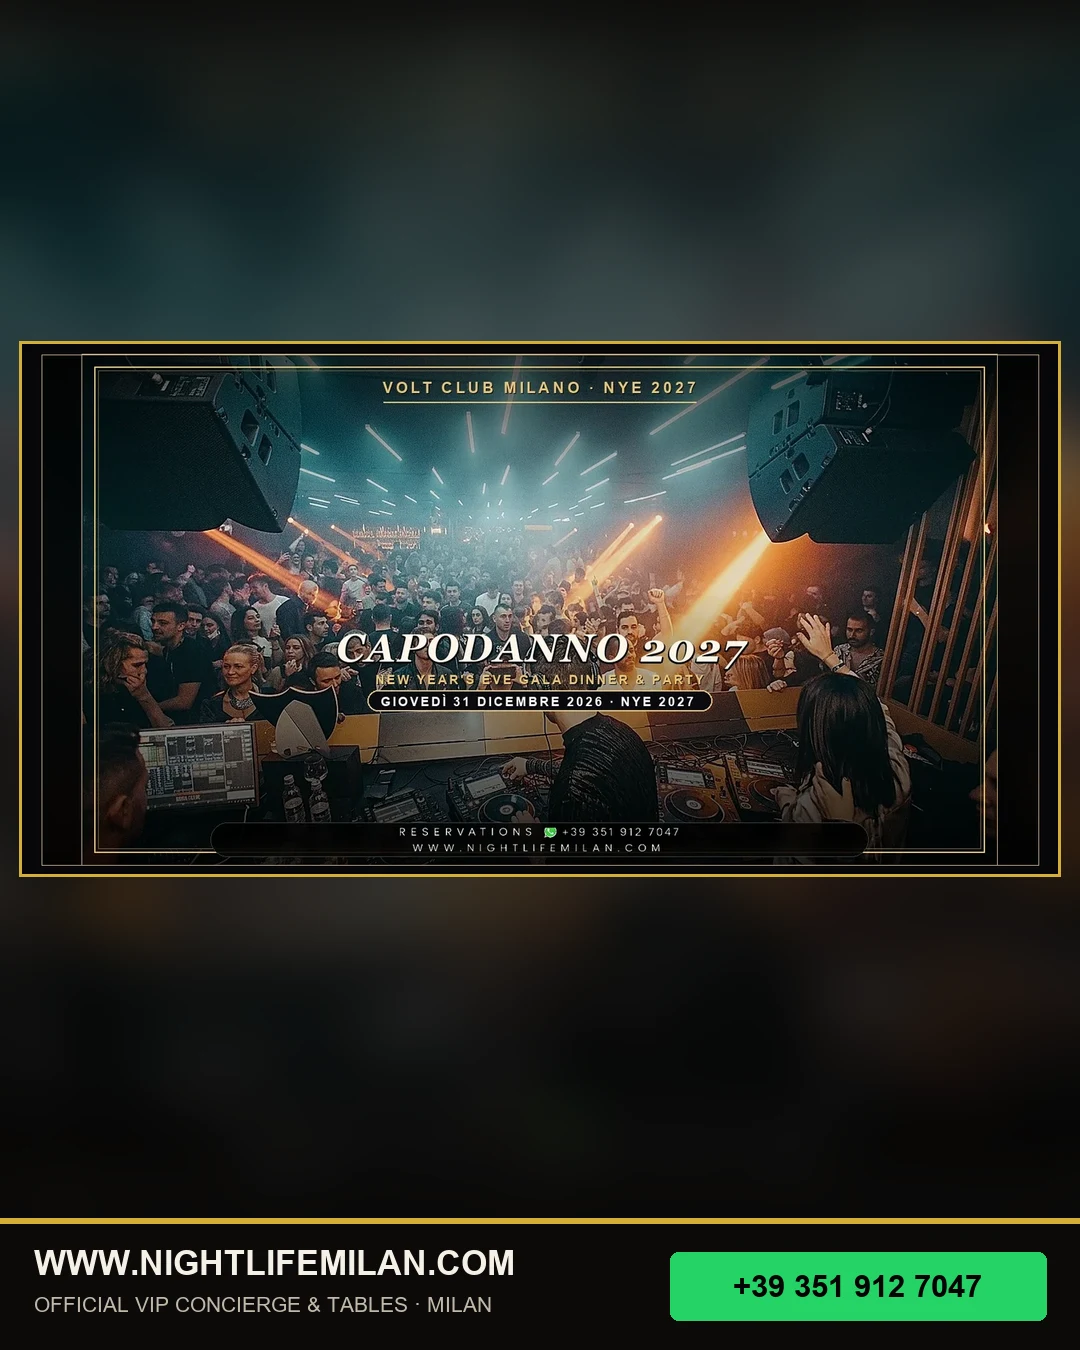 VOLT CLUB MILANO · NYE 2027
CAPODANNO 2027
NEW YEAR'S EVE GALA DINNER & PARTY
GIOVEDÌ 31 DICEMBRE 2026 · NYE 2027
RESERVATIONS +39 351 912 7047
WWW.NIGHTLIFEMILAN.COM
WWW.NIGHTLIFEMILAN.COM
OFFICIAL VIP CONCIERGE & TABLES · MILAN
+39 351 912 7047